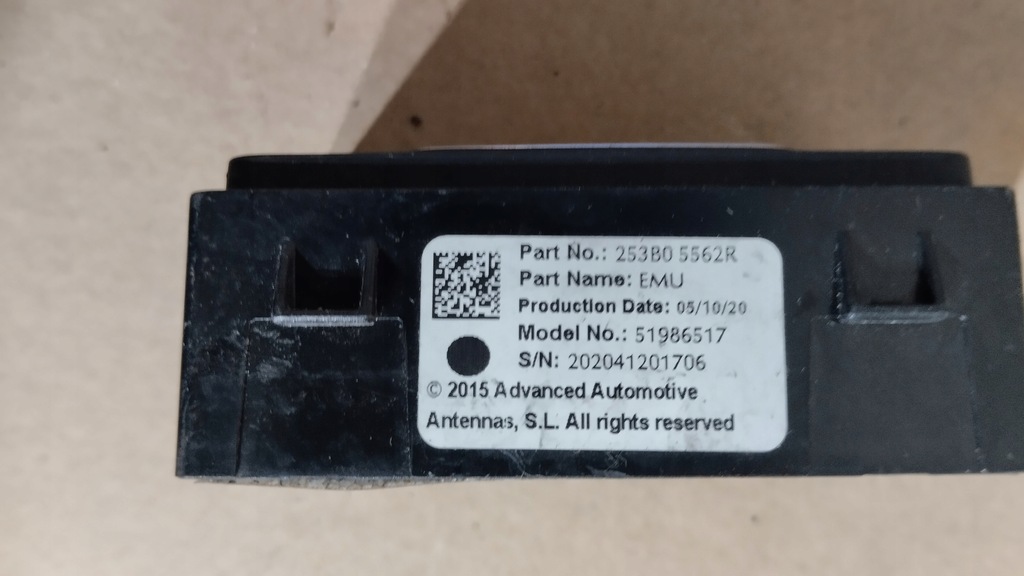 Part No.: 253B0 5562R
Part Name: EMU
Production Date: 05/10/20
Model No.: 51986517
S/N: 202041201706
© 2015 Advanced Automotive
Antennas, S.L. All rights reserved